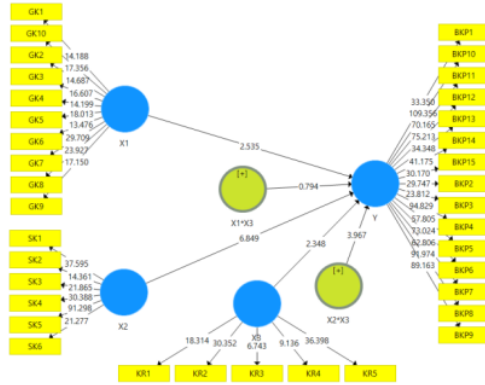 GK1
GK10
GK2
GK3
GK4
GK5
GK6
GK7
GK8
GK9
14.188
17.356
14.687
16.607
14.199
18.013
13.476
29.709
23.927
17.150
X1
2.535
[+]
X1*X3
0.794
SK1
SK2
SK3
SK4
SK5
SK6
37.595
14.361
21.865
30.388
91.298
21.277
X2
6.849
X3
2.348
[+]
X2*X3
3.967
18.314
30.352
6.743
9.136
36.398
KR1
KR2
KR3
KR4
KR5
Y
33.350
109.356
70.165
75.213
34.348
41.175
30.170
29.747
23.812
94.829
57.805
73.024
62.806
91.974
89.163
BKP1
BKP10
BKP11
BKP12
BKP13
BKP14
BKP15
BKP2
BKP3
BKP4
BKP5
BKP6
BKP7
BKP8
BKP9